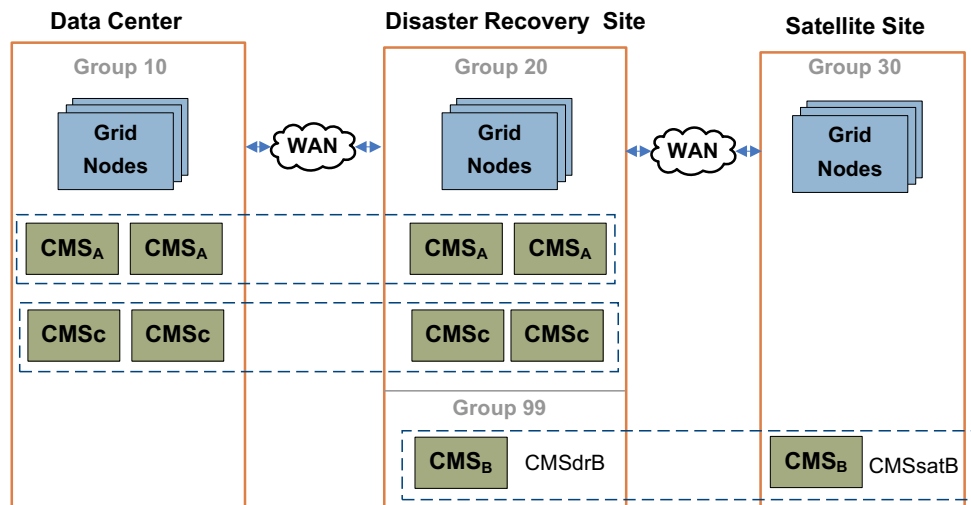 Data Center
Disaster Recovery Site
Satellite Site
Group 10
Group 20
Group 30
Grid
Nodes
WAN
Grid
Nodes
WAN
Grid
Nodes
CMSA
CMSA
CMSA
CMSA
CMSc
CMSc
CMSc
CMSc
Group 99
CMSB
CMSdrB
CMSB
CMSsatB